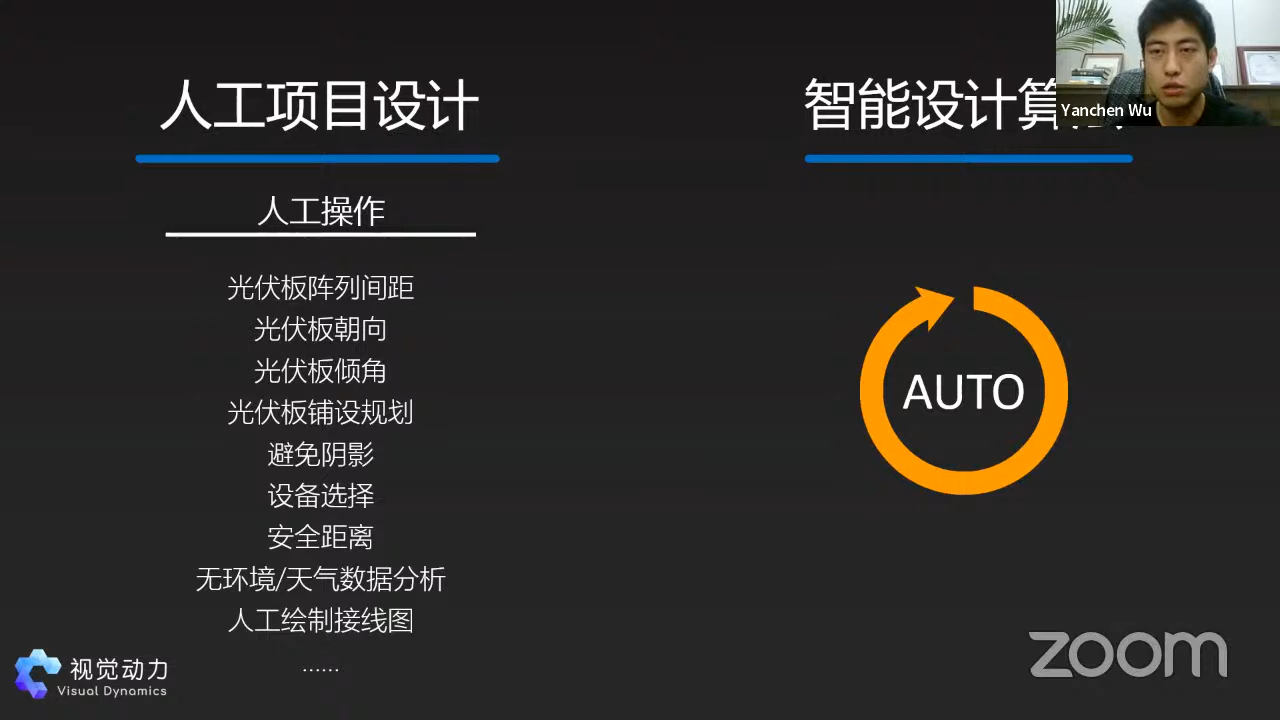 人工项目设计
人工操作
光伏板阵列间距
光伏板朝向
光伏板倾角
光伏板铺设规划
避免阴影
设备选择
安全距离
无环境/天气数据分析
人工绘制接线图
......
智能设计算
Yanchen Wu
AUTO
视觉动力
Visual Dynamics
zoom